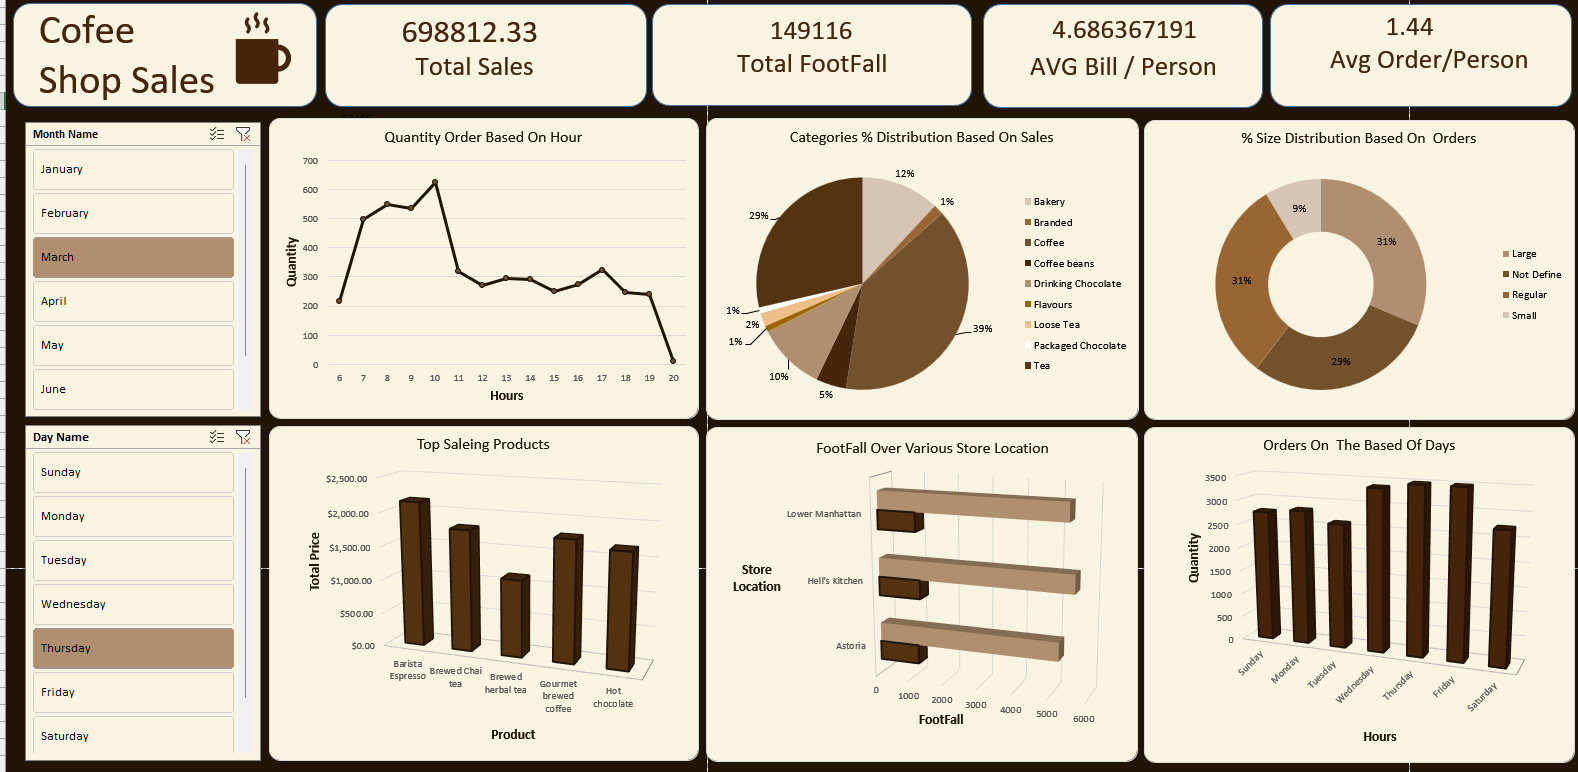 Cofee
Shop Sales
698812.33
Total Sales
149116
Total FootFall
4.686367191
AVG Bill / Person
1.44
Avg Order/Person
Month Name
January
February
March
April
May
June
Day Name
Sunday
Monday
Tuesday
Wednesday
Thursday
Friday
Saturday
Quantity Order Based On Hour
Quantity
700
600
500
400
300
200
100
0
6 7 8 9 10 11 12 13 14 15 16 17 18 19 20
Hours
Categories % Distribution Based On Sales
12%
1%
39%
5%
10%
1%
2%
1%
29%
Bakery
Branded
Coffee
Coffee beans
Drinking Chocolate
Flavours
Loose Tea
Packaged Chocolate
Tea
% Size Distribution Based On  Orders
31%
29%
31%
9%
Large
Not Define
Regular
Small
Top Saleing Products
Total Price
$2,500.00
$2,000.00
$1,500.00
$1,000.00
$500.00
$0.00
Barista
Espresso
Brewed Chai
tea
Brewed
herbal tea
Gourmet
brewed
coffee
Hot
chocolate
Product
FootFall Over Various Store Location
Store
Location
Lower Manhattan
Hell's Kitchen
Astoria
0 1000 2000 3000 4000 5000 6000
FootFall
Orders On  The Based Of Days
Quantity
3500
3000
2500
2000
1500
1000
500
0
Sunday
Monday
Tuesday
Wednesday
Thursday
Friday
Saturday
Hours